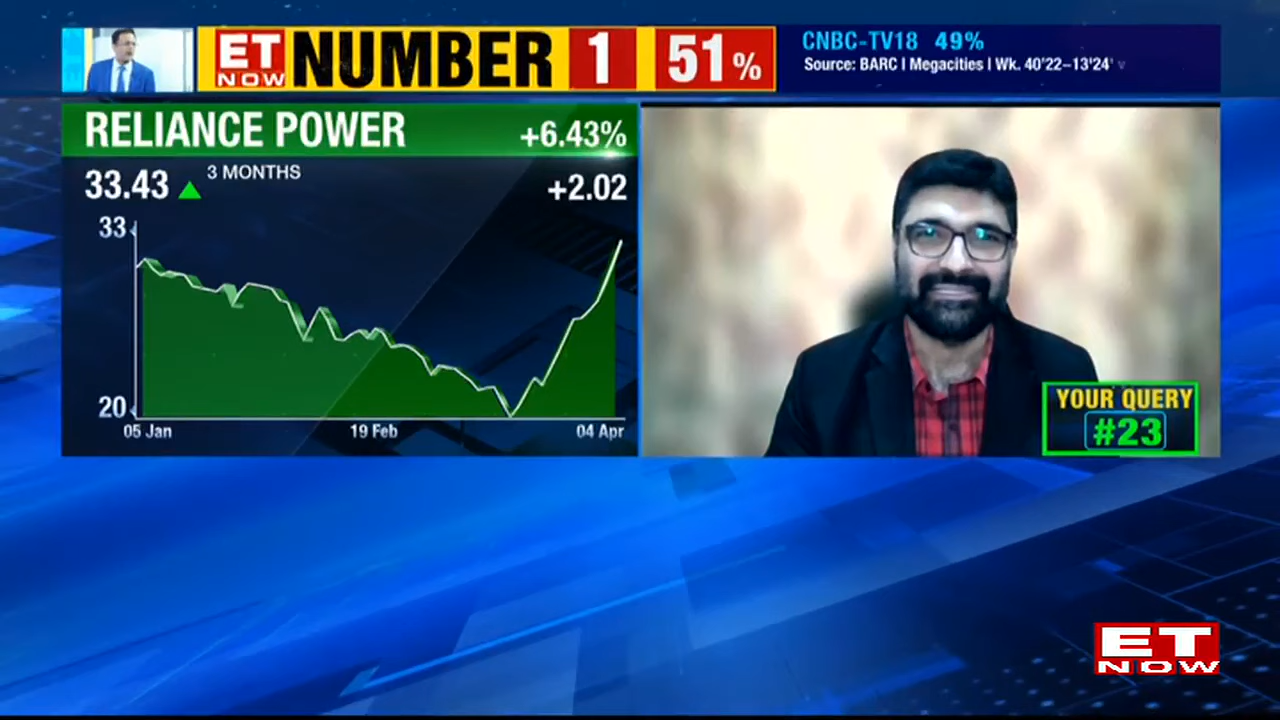 ET NOW NUMBER 1 51%
CNBC-TV18 49%
Source: BARC | Megacities | Wk. 40'22-13'24'
RELIANCE POWER +6.43%
33.43 3 MONTHS +2.02
33
20
05 Jan 19 Feb 04 Apr
YOUR QUERY
#23
ET
NOW